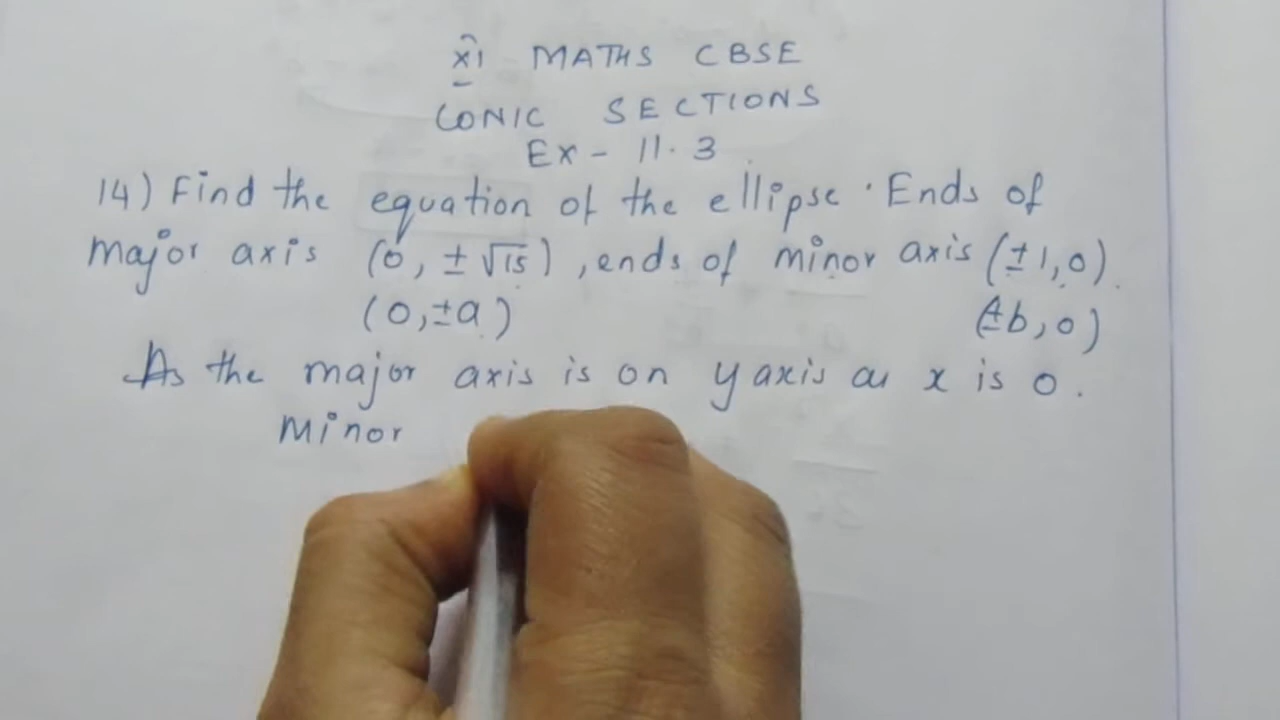 XI MATHS CBSE
CONIC SECTIONS
Ex - 11.3
14) Find the equation of the ellipse. Ends of
major axis (0, ± √15), ends of minor axis (±1,0).
(0,±a) (±b,0)
As the major axis is on y axis as x is 0.
Minor